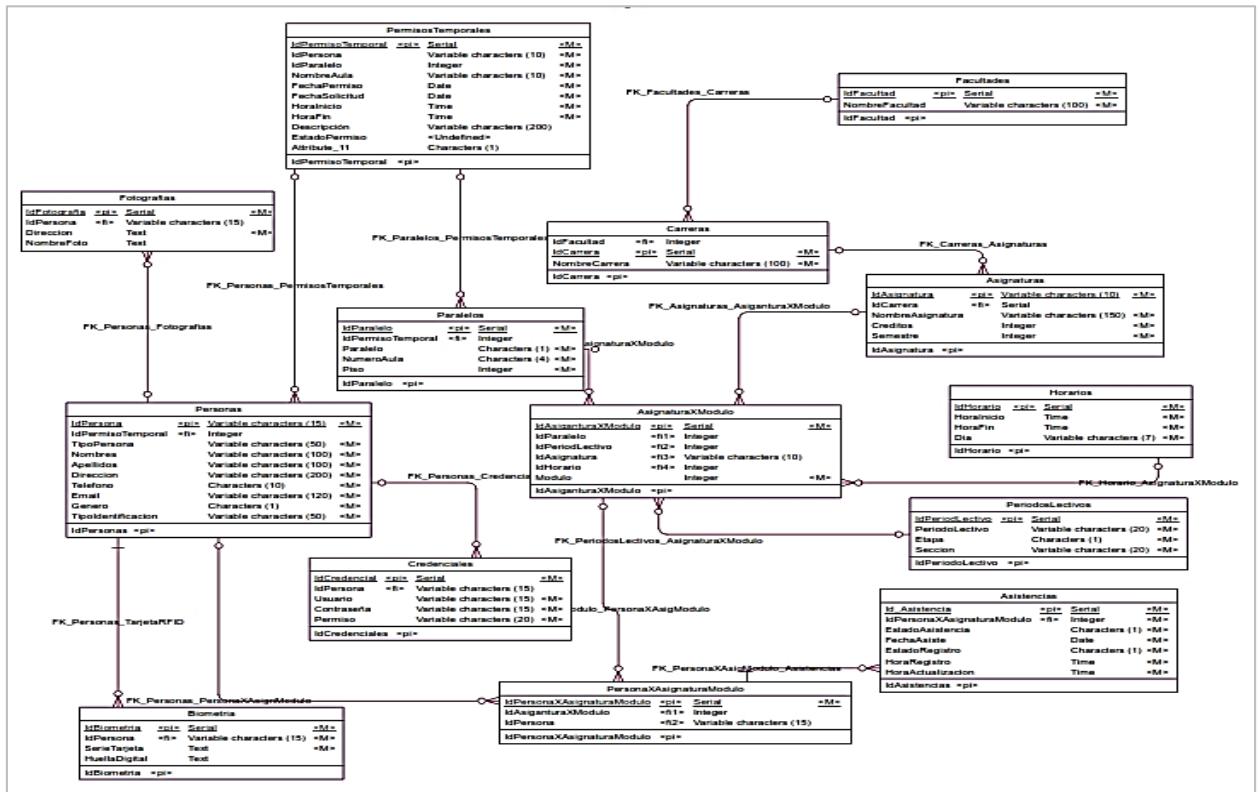 PermisosTemporales
IdPermisoTemporal <pi> Serial <M>
IdPersona Variable characters (10) <M>
IdParalelo Integer <M>
NombreAula Variable characters (10) <M>
FechaPermiso Date <M>
FechaSolicitud Date <M>
HoraInicio Time <M>
HoraFin Time <M>
Descripción Variable characters (200)
EstadoPermiso <Undefined>
Attribute_11 Characters (1)
IdPermisoTemporal <pi>
FK_Facultades_Carreras
Facultades
IdFacultad <pi> Serial <M>
NombreFacultad Variable characters (100) <M>
IdFacultad <pi>
Fotografias
IdFotografia <pi> Serial <M>
IdPersona <fi> Variable characters (15)
Direccion Text <M>
NombreFoto Text
FK_Paralelos_PermisosTemporales
FK_Personas_PermisosTemporales
FK_Personas_Fotografias
Carreras
IdFacultad <fi> Integer
IdCarrera <pi> Serial <M>
NombreCarrera Variable characters (100) <M>
IdCarrera <pi>
FK_Carreras_Asignaturas
Asignaturas
IdAsignatura <pi> Variable characters (10) <M>
IdCarrera <fi> Serial
NombreAsignatura Variable characters (150) <M>
Creditos Integer <M>
Semestre Integer <M>
IdAsignatura <pi>
FK_Asignaturas_AsiganturaXModulo
Paralelos
IdParalelo <pi> Serial <M>
IdPermisoTemporal <fi> Integer
Paralelo Characters (1) <M>
NumeroAula Characters (4) <M>
Piso Integer <M>
IdParalelo <pi>
signaturaXModulo
Personas
IdPersona <pi> Variable characters (15) <M>
IdPermisoTemporal <fi> Integer
TipoPersona Variable characters (50) <M>
Nombres Variable characters (100) <M>
Apellidos Variable characters (100) <M>
Direccion Variable characters (200) <M>
Telefono Characters (10) <M>
Email Variable characters (120) <M>
Genero Characters (1) <M>
TipoIdentificacion Variable characters (50) <M>
IdPersonas <pi>
AsignaturaXModulo
IdAsiganturaXModulo <pi> Serial <M>
IdParalelo <fi1> Integer
IdPeriodLectivo <fi2> Integer
IdAsignatura <fi3> Variable characters (10)
IdHorario <fi4> Integer
Modulo Integer <M>
IdAsiganturaXModulo <pi>
Horarios
IdHorario <pi> Serial <M>
HoraInicio Time <M>
HoraFin Time <M>
Dia Variable characters (7) <M>
IdHorario <pi>
FK_Horario_AsignaturaXModulo
FK_Personas_Credencia
PeriodosLectivos
IdPeriodLectivo <pi> Serial <M>
PeriodoLectivo Variable characters (20) <M>
Etapa Characters (1) <M>
Seccion Variable characters (20) <M>
IdPeriodoLectivo <pi>
FK_PeriodosLectivos_AsignaturaXModulo
Credenciales
IdCredencial <pi> Serial <M>
IdPersona <fi> Variable characters (15)
Usuario Variable characters (15) <M>
Contraseña Variable characters (15) <M>
Permiso Variable characters (20) <M>
IdCredenciales <pi>
odulo_PersonaXAsigModulo
Asistencias
Id_Asistencia <pi> Serial <M>
IdPersonaXAsignaturaModulo <fi> Integer <M>
EstadoAsistencia Characters (1) <M>
FechaAsiste Date <M>
EstadoRegistro Characters (1) <M>
HoraRegistro Time <M>
HoraActualizacion Time <M>
IdAsistencias <pi>
FK_Personas_TarjetaRFID
FK_PersonaXAsigModulo_Asistencias
FK_Personas_PersonaXAsignModulo
PersonaXAsignaturaModulo
IdPersonaXAsignaturaModulo <pi> Serial <M>
IdAsiganturaXModulo <fi1> Integer
IdPersona <fi2> Variable characters (15)
IdPersonaXAsignaturaModulo <pi>
Biometria
IdBiometria <pi> Serial <M>
IdPersona <fi> Variable characters (15) <M>
SerieTarjeta Text <M>
HuellaDigital Text
IdBiometria <pi>